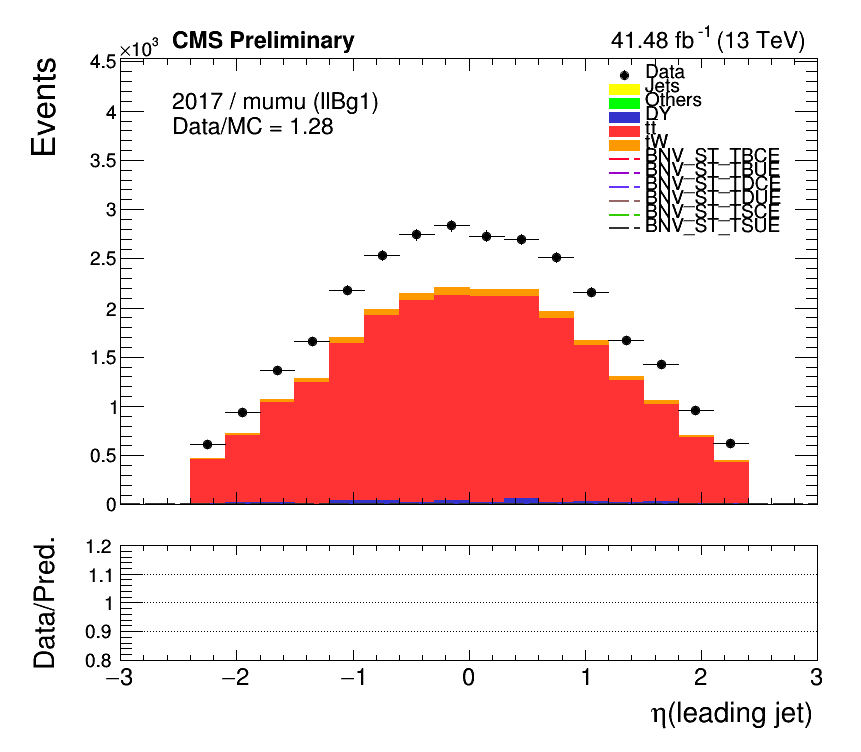 CMS Preliminary
41.48 fb⁻¹ (13 TeV)
×10³
Events
2017 / mumu (llBg1)
Data/MC = 1.28
Data
Jets
Others
DY
tt
tW
BNV_ST_TBCE
BNV_ST_TBUE
BNV_ST_TDCE
BNV_ST_TDUE
BNV_ST_TSCE
BNV_ST_TSUE
4.5
4
3.5
3
2.5
2
1.5
1
0.5
0
Data/Pred.
1.2
1.1
1
0.9
0.8
−3 −2 −1 0 1 2 3
η(leading jet)